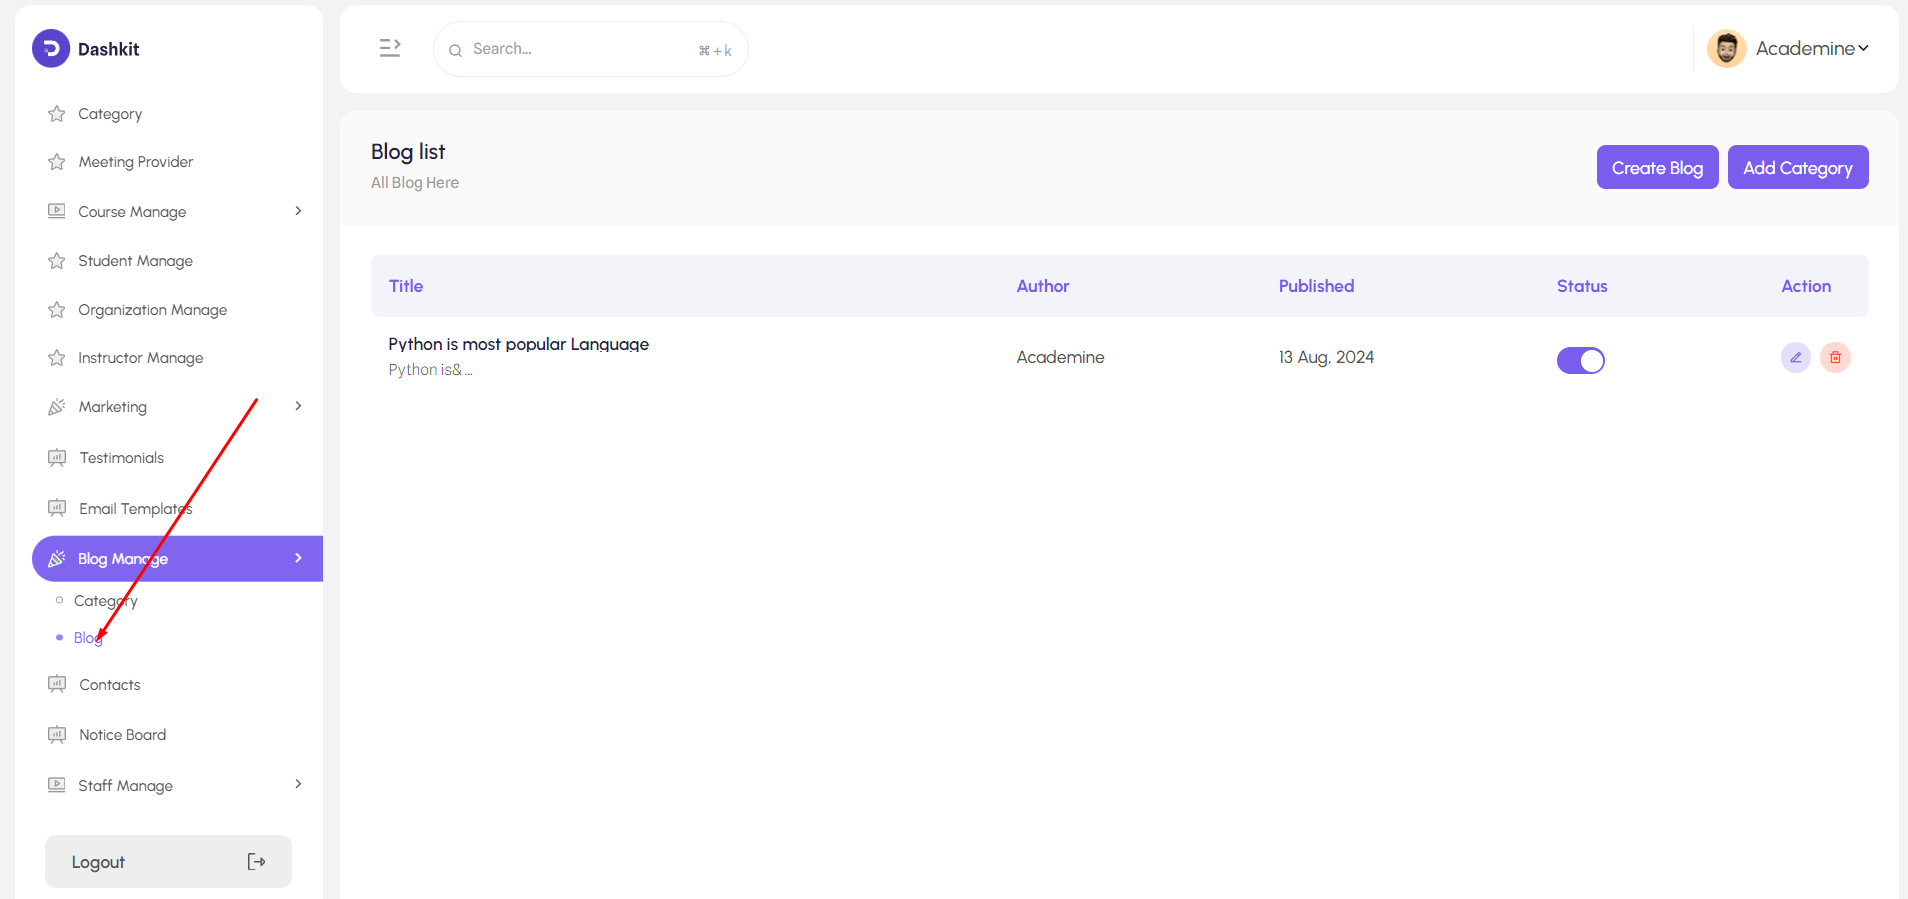 Dashkit
Category
Meeting Provider
Course Manage
Student Manage
Organization Manage
Instructor Manage
Marketing
Testimonials
Email Templates
Blog Manage
Category
Blog
Contacts
Notice Board
Staff Manage
Logout
Search... ⌘+k
Academine
Blog list
All Blog Here
Create Blog Add Category
Title Author Published Status Action
Python is most popular Language
Python is& ...
Academine 13 Aug, 2024